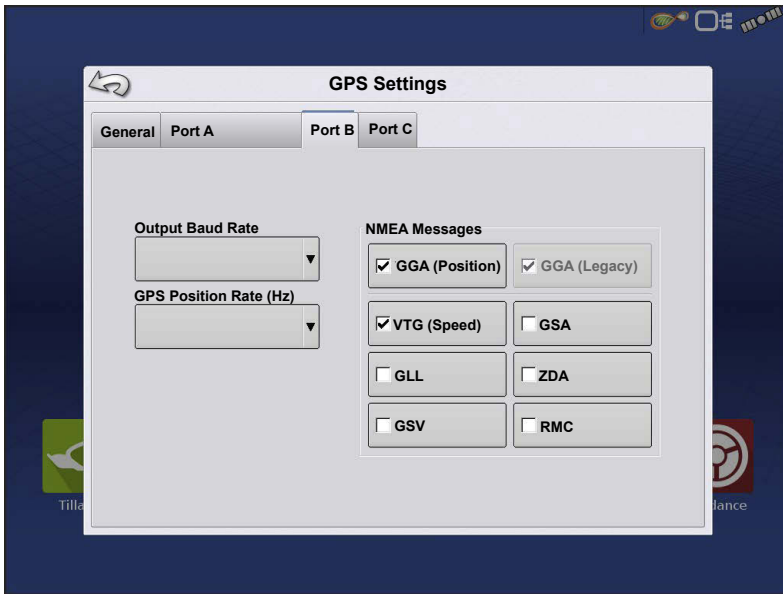 GPS Settings
General Port A Port B Port C
Output Baud Rate
GPS Position Rate (Hz)
NMEA Messages
GGA (Position) GGA (Legacy)
VTG (Speed) GSA
GLL ZDA
GSV RMC
Tilla
dance